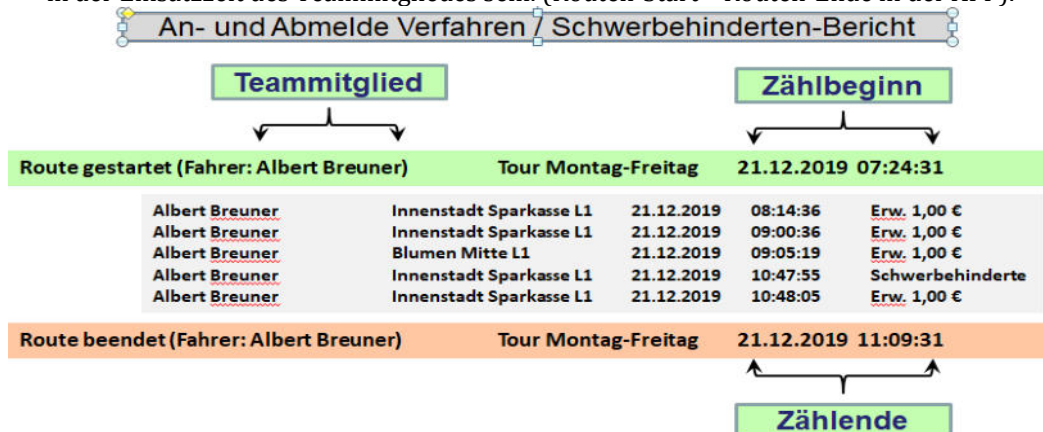 An- und Abmelde Verfahren / Schwerbehinderten-Bericht
Teammitglied Zählbeginn
Route gestartet (Fahrer: Albert Breuner) Tour Montag-Freitag 21.12.2019 07:24:31
Albert Breuner Innenstadt Sparkasse L1 21.12.2019 08:14:36 Erw. 1,00 €
Albert Breuner Innenstadt Sparkasse L1 21.12.2019 09:00:36 Erw. 1,00 €
Albert Breuner Blumen Mitte L1 21.12.2019 09:05:19 Erw. 1,00 €
Albert Breuner Innenstadt Sparkasse L1 21.12.2019 10:47:55 Schwerbehinderte
Albert Breuner Innenstadt Sparkasse L1 21.12.2019 10:48:05 Erw. 1,00 €
Route beendet (Fahrer: Albert Breuner) Tour Montag-Freitag 21.12.2019 11:09:31
Zählende